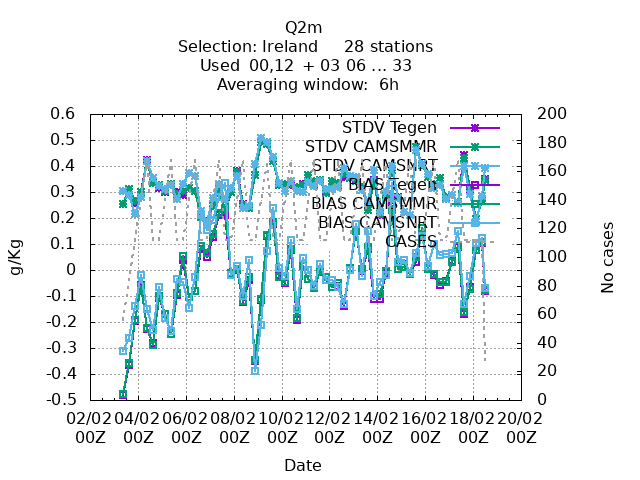 Q2m
Selection: Ireland 28 stations
Used 00,12 + 03 06 ... 33
Averaging window: 6h
0.6
0.5
0.4
0.3
0.2
0.1
0
-0.1
-0.2
-0.3
-0.4
-0.5
g/Kg
STDV Tegen
STDV CAMSMMR
STDV CAMSNRT
BIAS Tegen
BIAS CAMSMMR
BIAS CAMSNRT
CASES
200
180
160
140
120
100
80
60
40
20
0
No cases
02/02 04/02 06/02 08/02 10/02 12/02 14/02 16/02 18/02 20/02
00Z 00Z 00Z 00Z 00Z 00Z 00Z 00Z 00Z 00Z
Date